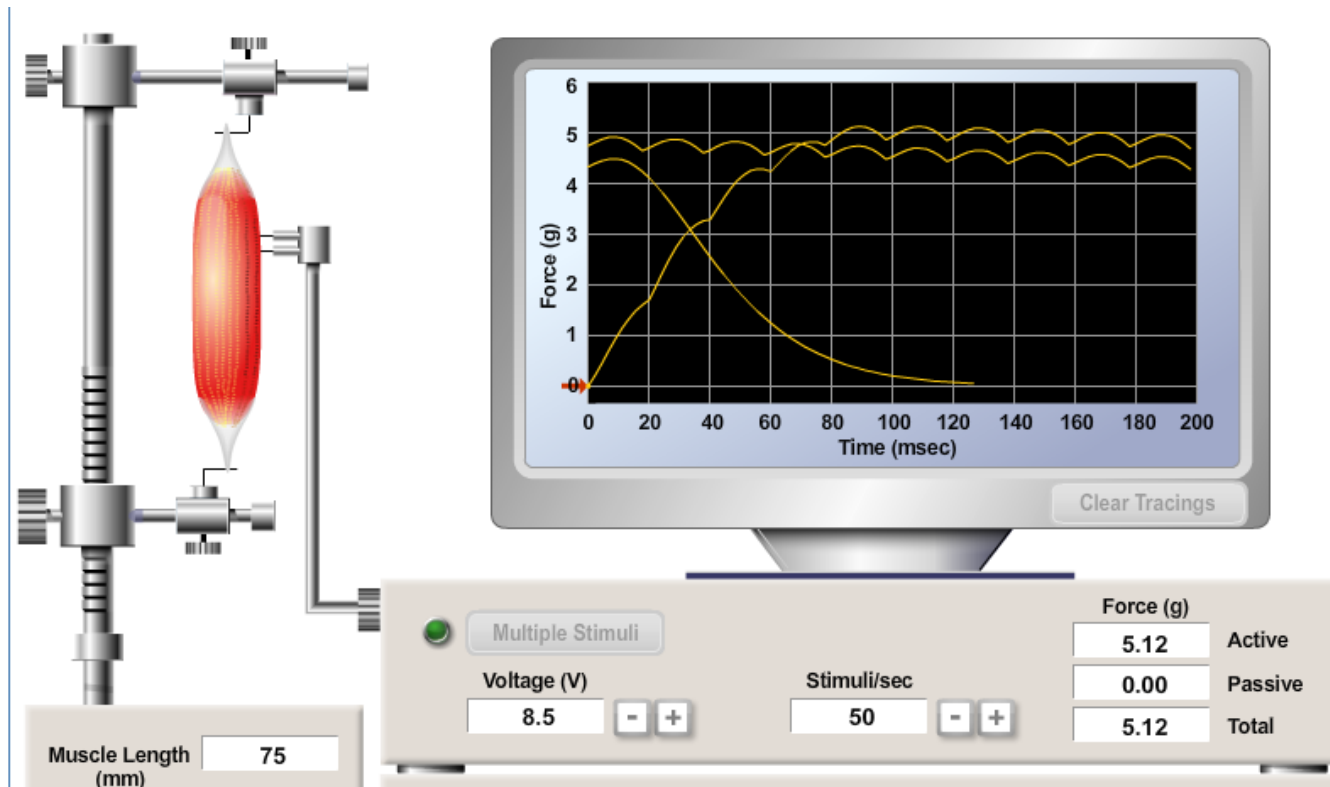 6
5
4
3
2
1
0
Force (g)
0 20 40 60 80 100 120 140 160 180 200
Time (msec)
Clear Tracings
Multiple Stimuli
Voltage (V)
8.5 - +
Stimuli/sec
50 - +
Force (g)
5.12 Active
0.00 Passive
5.12 Total
Muscle Length 75
(mm)